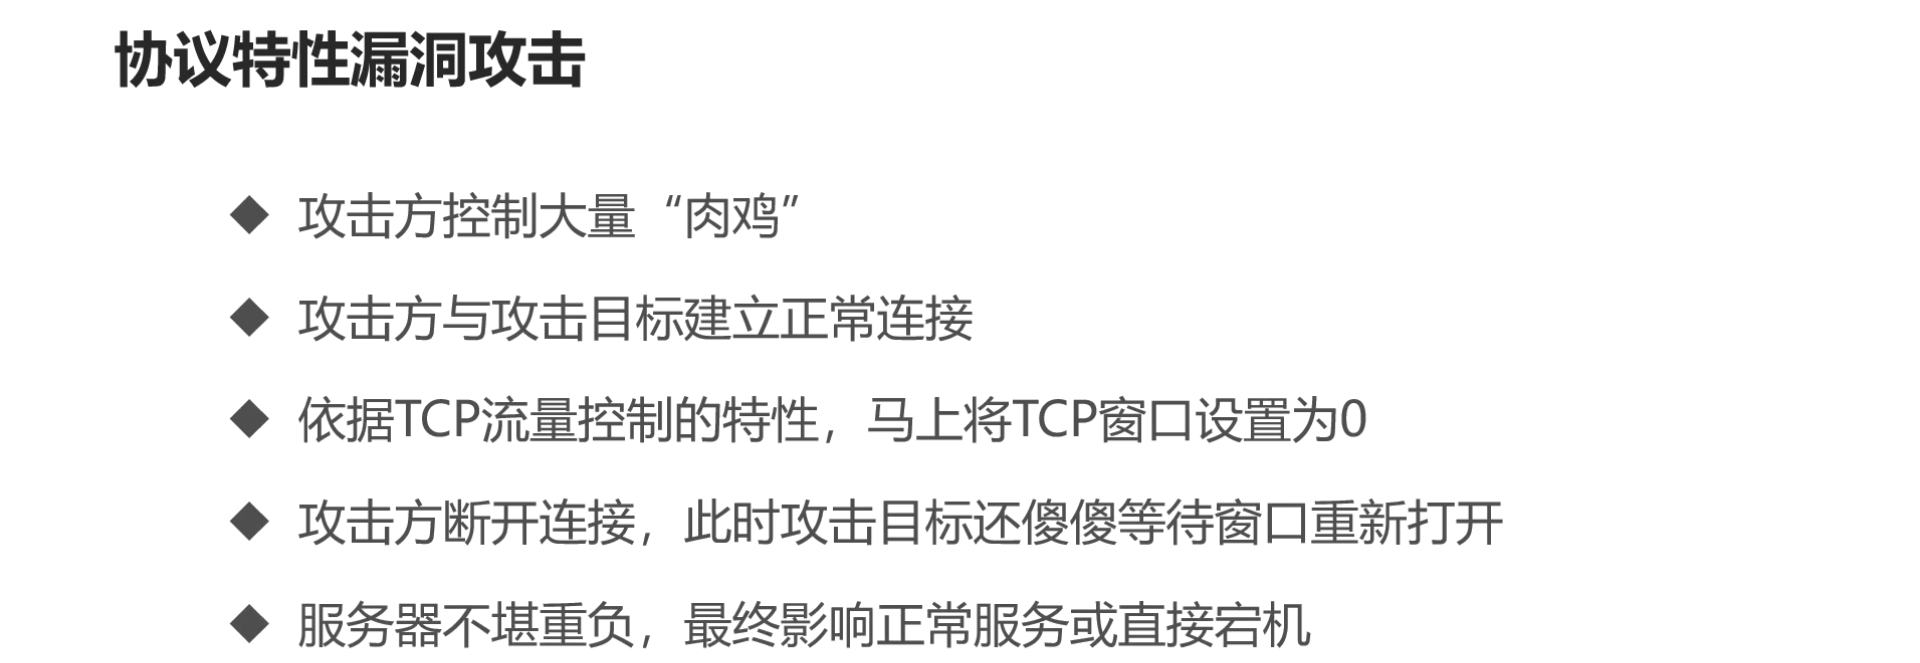 协议特性漏洞攻击
◆ 攻击方控制大量“肉鸡”
◆ 攻击方与攻击目标建立正常连接
◆ 依据TCP流量控制的特性，马上将TCP窗口设置为0
◆ 攻击方断开连接，此时攻击目标还傻傻等待窗口重新打开
◆ 服务器不堪重负，最终影响正常服务或直接宕机